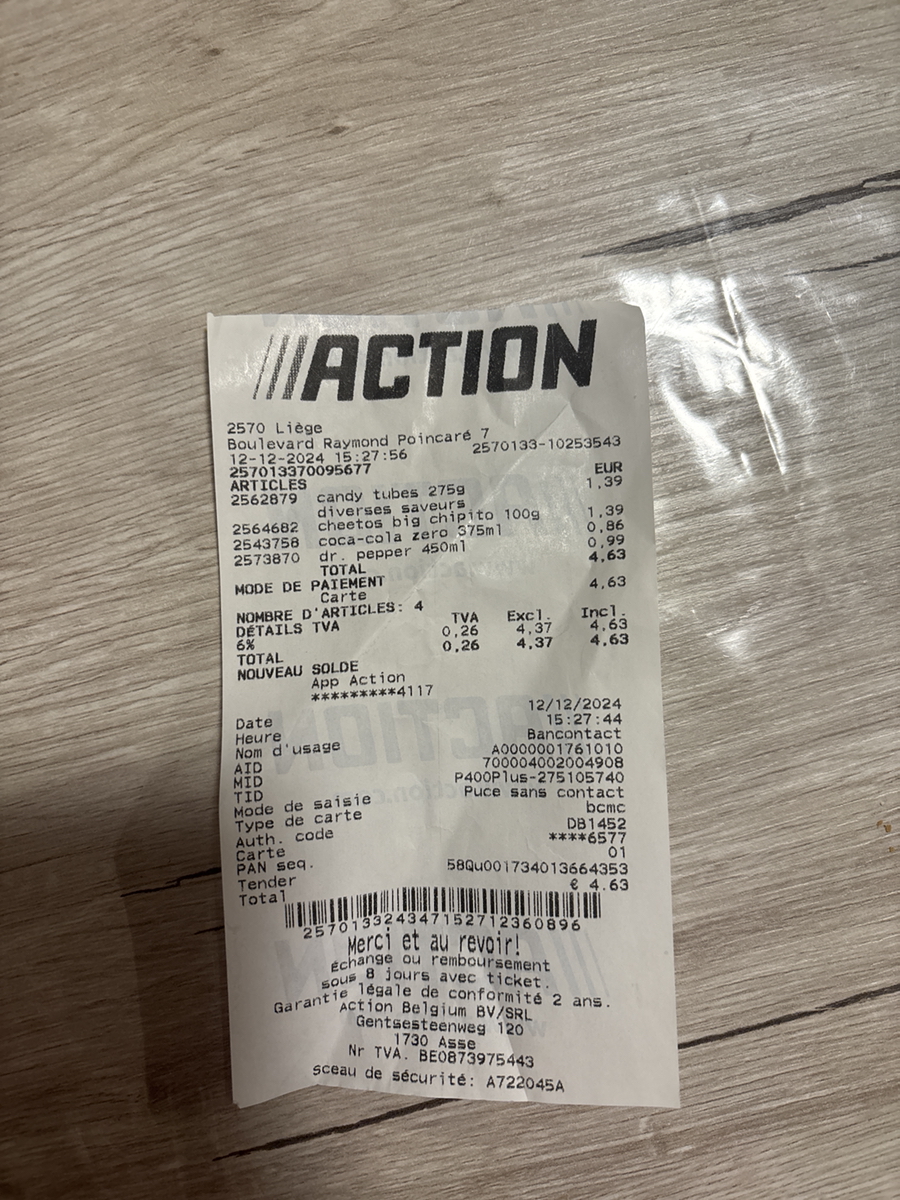 ///ACTION
2570 Liège
Boulevard Raymond Poincaré 7
12-12-2024 15:27:56 2570133-10253543
257013370095677
ARTICLES EUR
2562879 candy tubes 275g 1,39
diverses saveurs
2564682 cheetos big chipito 100g 1,39
2543758 coca-cola zero 375ml 0,86
2573870 dr. pepper 450ml 0,99
TOTAL 4,63
MODE DE PAIEMENT
Carte 4,63
NOMBRE D'ARTICLES: 4
DÉTAILS TVA TVA Excl. Incl.
6% 0,26 4,37 4,63
TOTAL 0,26 4,37 4,63
NOUVEAU SOLDE
App Action
*********4117
Date 12/12/2024
Heure 15:27:44
Nom d'usage Bancontact
AID A0000001761010
MID 700004002004908
TID P400Plus-275105740
Mode de saisie Puce sans contact
Type de carte bcmc
Auth. code DB1452
Carte ****6577
PAN seq. 01
Tender 58Qu001734013664353
Total € 4.63
257013324347152712360896
Merci et au revoir!
échange ou remboursement
sous 8 jours avec ticket.
Garantie légale de conformité 2 ans.
Action Belgium BV/SRL
Gentsesteenweg 120
1730 Asse
Nr TVA. BE0873975443
sceau de sécurité: A722045A